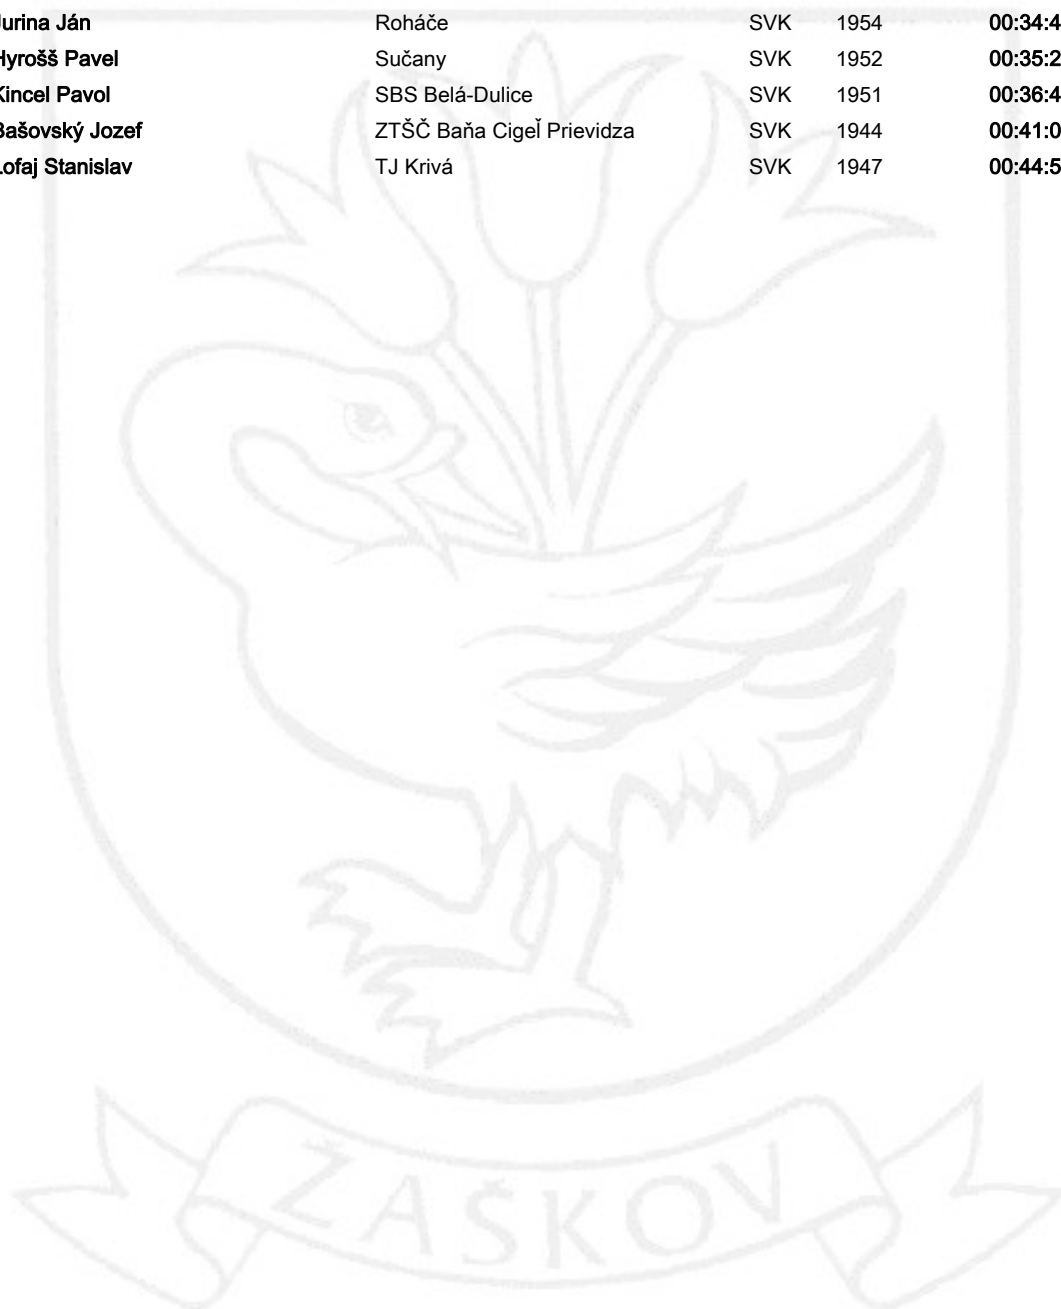 Jurina Ján Roháče SVK 1954 00:34:4
Hyrošš Pavel Sučany SVK 1952 00:35:2
Kincel Pavol SBS Belá-Dulice SVK 1951 00:36:4
Bašovský Jozef ZTŠČ Baňa Cigeľ Prievidza SVK 1944 00:41:0
Lofaj Stanislav TJ Krivá SVK 1947 00:44:5
ŽAŠKOV